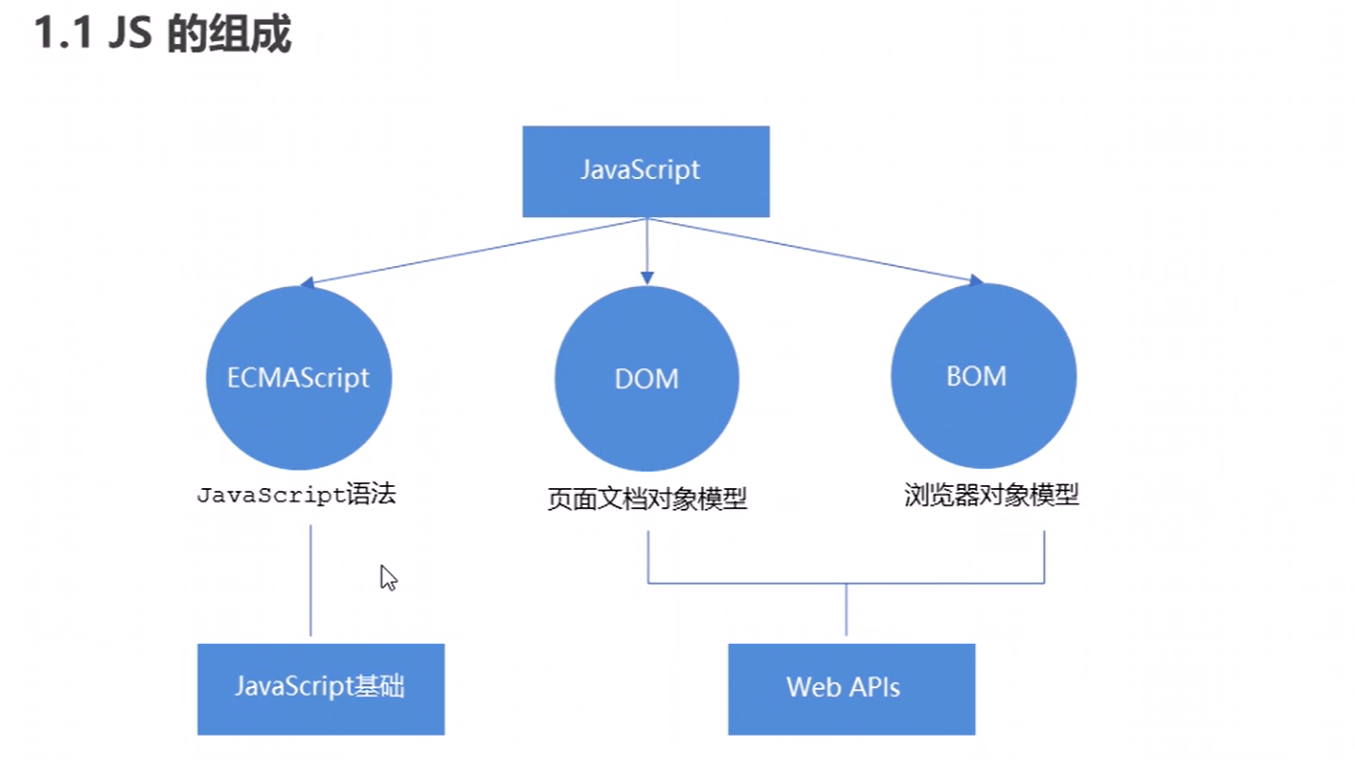 1.1 JS 的组成
JavaScript
ECMAScript
DOM
BOM
JavaScript语法
页面文档对象模型
浏览器对象模型
JavaScript基础
Web APIs